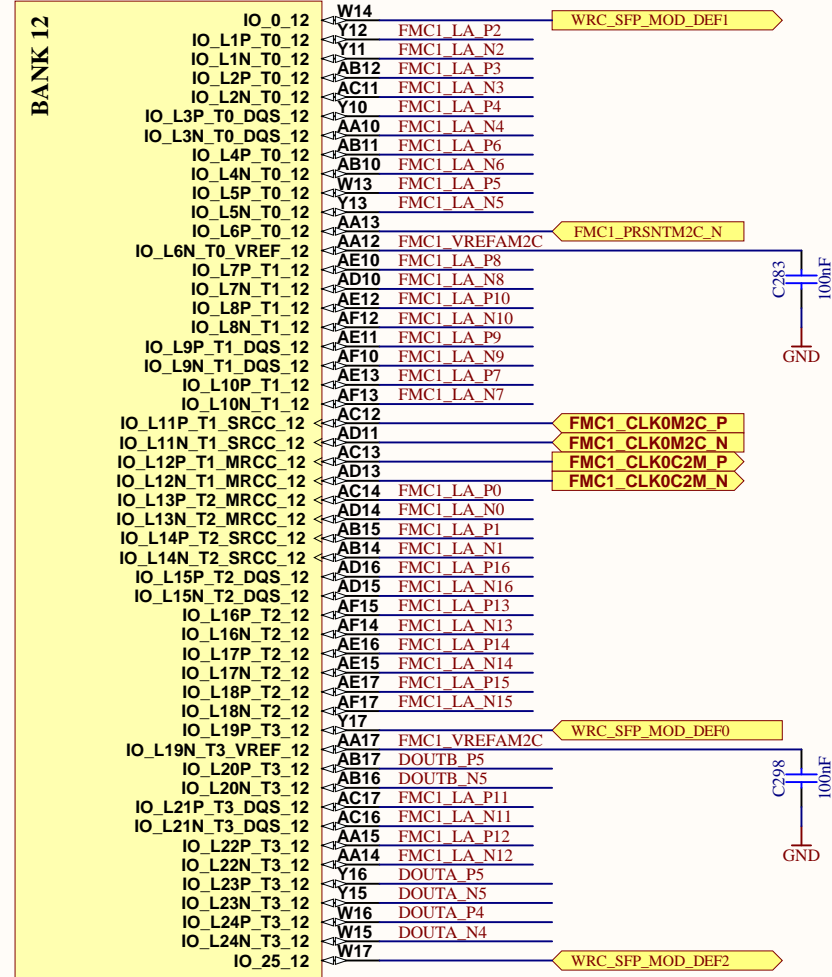 BANK 12
IO_0_12 W14 WRC_SFP_MOD_DEF1
IO_L1P_T0_12 Y12 FMC1_LA_P2
IO_L1N_T0_12 Y11 FMC1_LA_N2
IO_L2P_T0_12 AB12 FMC1_LA_P3
IO_L2N_T0_12 AC11 FMC1_LA_N3
IO_L3P_T0_DQS_12 Y10 FMC1_LA_P4
IO_L3N_T0_DQS_12 AA10 FMC1_LA_N4
IO_L4P_T0_12 AB11 FMC1_LA_P6
IO_L4N_T0_12 AB10 FMC1_LA_N6
IO_L5P_T0_12 W13 FMC1_LA_P5
IO_L5N_T0_12 Y13 FMC1_LA_N5
IO_L6P_T0_12 AA13 FMC1_PRSNTM2C_N
IO_L6N_T0_VREF_12 AA12 FMC1_VREFAM2C
IO_L7P_T1_12 AE10 FMC1_LA_P8
IO_L7N_T1_12 AD10 FMC1_LA_N8
IO_L8P_T1_12 AE12 FMC1_LA_P10
IO_L8N_T1_12 AF12 FMC1_LA_N10
IO_L9P_T1_DQS_12 AE11 FMC1_LA_P9
IO_L9N_T1_DQS_12 AF10 FMC1_LA_N9
IO_L10P_T1_12 AE13 FMC1_LA_P7
IO_L10N_T1_12 AF13 FMC1_LA_N7
C283
100nF
GND
IO_L11P_T1_SRCC_12 AC12 FMC1_CLK0M2C_P
IO_L11N_T1_SRCC_12 AD11 FMC1_CLK0M2C_N
IO_L12P_T1_MRCC_12 AC13 FMC1_CLK0C2M_P
IO_L12N_T1_MRCC_12 AD13 FMC1_CLK0C2M_N
IO_L13P_T2_MRCC_12 AC14 FMC1_LA_P0
IO_L13N_T2_MRCC_12 AD14 FMC1_LA_N0
IO_L14P_T2_SRCC_12 AB15 FMC1_LA_P1
IO_L14N_T2_SRCC_12 AB14 FMC1_LA_N1
IO_L15P_T2_DQS_12 AD16 FMC1_LA_P16
IO_L15N_T2_DQS_12 AD15 FMC1_LA_N16
IO_L16P_T2_12 AF15 FMC1_LA_P13
IO_L16N_T2_12 AF14 FMC1_LA_N13
IO_L17P_T2_12 AE16 FMC1_LA_P14
IO_L17N_T2_12 AE15 FMC1_LA_N14
IO_L18P_T2_12 AE17 FMC1_LA_P15
IO_L18N_T2_12 AF17 FMC1_LA_N15
IO_L19P_T3_12 Y17 WRC_SFP_MOD_DEF0
IO_L19N_T3_VREF_12 AA17 FMC1_VREFAM2C
IO_L20P_T3_12 AB17 DOUTB_P5
IO_L20N_T3_12 AB16 DOUTB_N5
IO_L21P_T3_DQS_12 AC17 FMC1_LA_P11
IO_L21N_T3_DQS_12 AC16 FMC1_LA_N11
IO_L22P_T3_12 AA15 FMC1_LA_P12
IO_L22N_T3_12 AA14 FMC1_LA_N12
C298
100nF
GND
IO_L23P_T3_12 Y16 DOUTA_P5
IO_L23N_T3_12 Y15 DOUTA_N5
IO_L24P_T3_12 W16 DOUTA_P4
IO_L24N_T3_12 W15 DOUTA_N4
IO_25_12 W17 WRC_SFP_MOD_DEF2